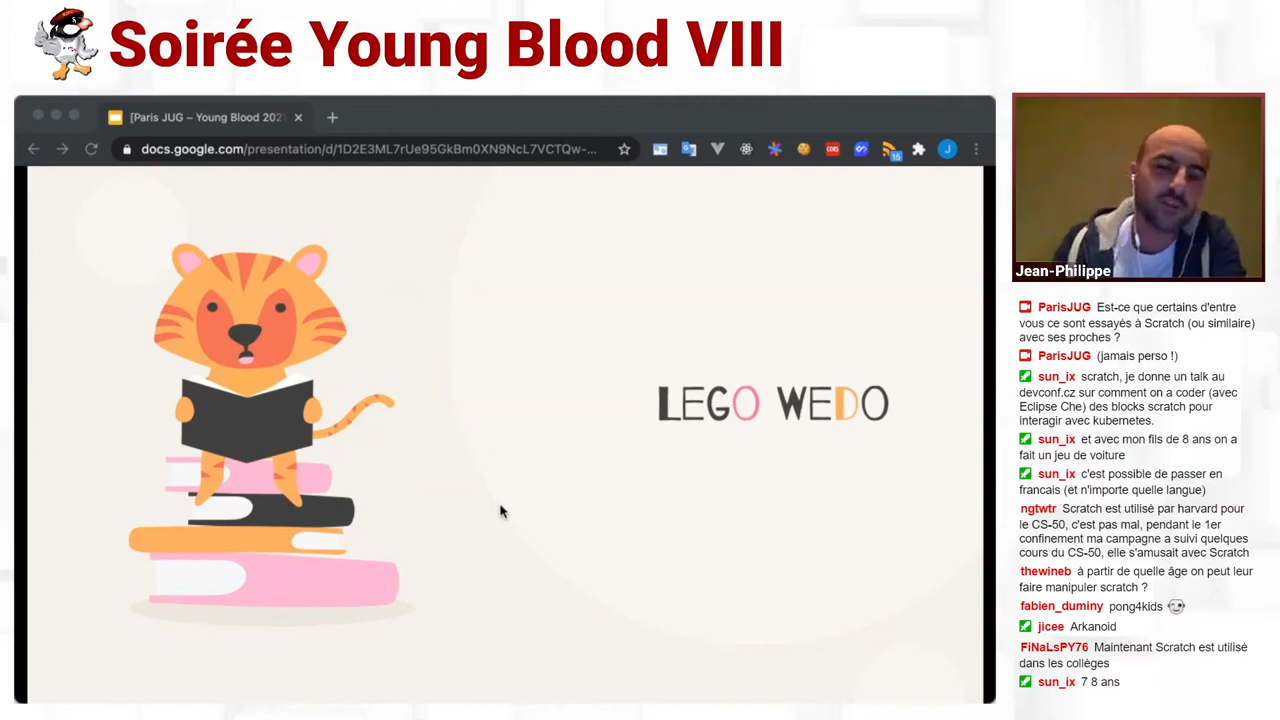 Soirée Young Blood VIII
[Paris JUG – Young Blood 2021
docs.google.com/presentation/d/1D2E3ML7rUe95GkBm0XN9NcL7VCTQw-...
CORS
15
J
LEGO WEDO
Jean-Philippe
ParisJUG Est-ce que certains d'entre
vous ce sont essayés à Scratch (ou similaire)
avec ses proches ?
ParisJUG (jamais perso !)
sun_ix scratch, je donne un talk au
devconf.cz sur comment on a coder (avec
Eclipse Che) des blocks scratch pour
interagir avec kubernetes.
sun_ix et avec mon fils de 8 ans on a
fait un jeu de voiture
sun_ix c'est possible de passer en
francais (et n'importe quelle langue)
ngtwtr Scratch est utilisé par harvard pour
le CS-50, c'est pas mal, pendant le 1er
confinement ma campagne a suivi quelques
cours du CS-50, elle s'amusait avec Scratch
thewineb à partir de quelle âge on peut leur
faire manipuler scratch ?
fabien_duminy pong4kids
jicee Arkanoid
FiNaLsPY76 Maintenant Scratch est utilisé
dans les collèges
sun_ix 7 8 ans